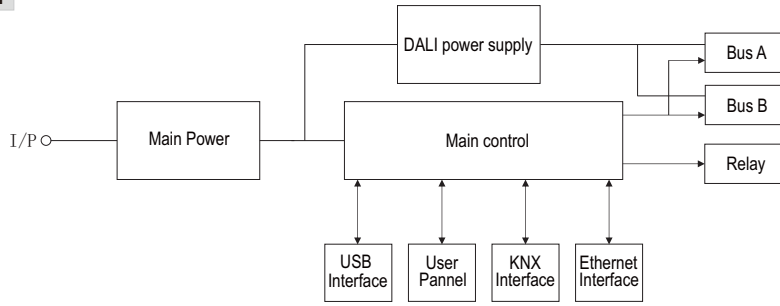 DALI power supply
Bus A
Bus B
I/P
Main Power
Main control
Relay
USB
Interface
User
Pannel
KNX
Interface
Ethernet
Interface